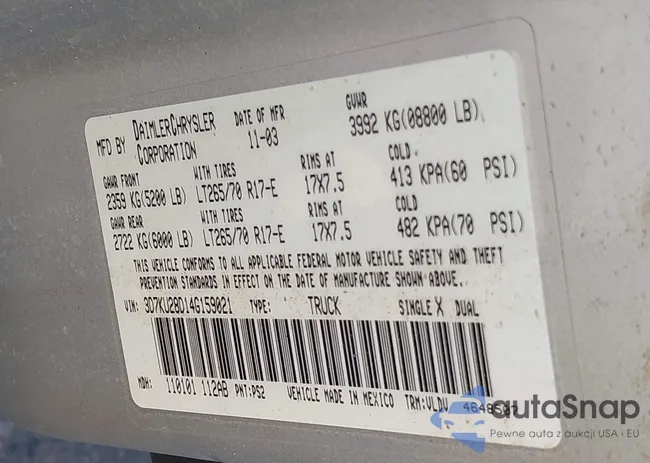 MFD BY DAIMLERCHRYSLER CORPORATION DATE OF MFR 11-03 GVWR 3992 KG(08800 LB)
GAWR FRONT WITH TIRES RIMS AT COLD
2359 KG(5200 LB) LT265/70 R17-E 17X7.5 413 KPA(60 PSI)
GAWR REAR WITH TIRES RIMS AT COLD
2722 KG(6000 LB) LT265/70 R17-E 17X7.5 482 KPA(70 PSI)
THIS VEHICLE CONFORMS TO ALL APPLICABLE FEDERAL MOTOR VEHICLE SAFETY AND THEFT
PREVENTION STANDARDS IN EFFECT ON THE DATE OF MANUFACTURE SHOWN ABOVE.
VIN: 3D7KU28D14G159021 TYPE: TRUCK SINGLE X DUAL
MDH: 110101 112AB PNT:PS2 VEHICLE MADE IN MEXICO TRM:VLDV
autaSnap
Pewne auta z aukcji USA i EU